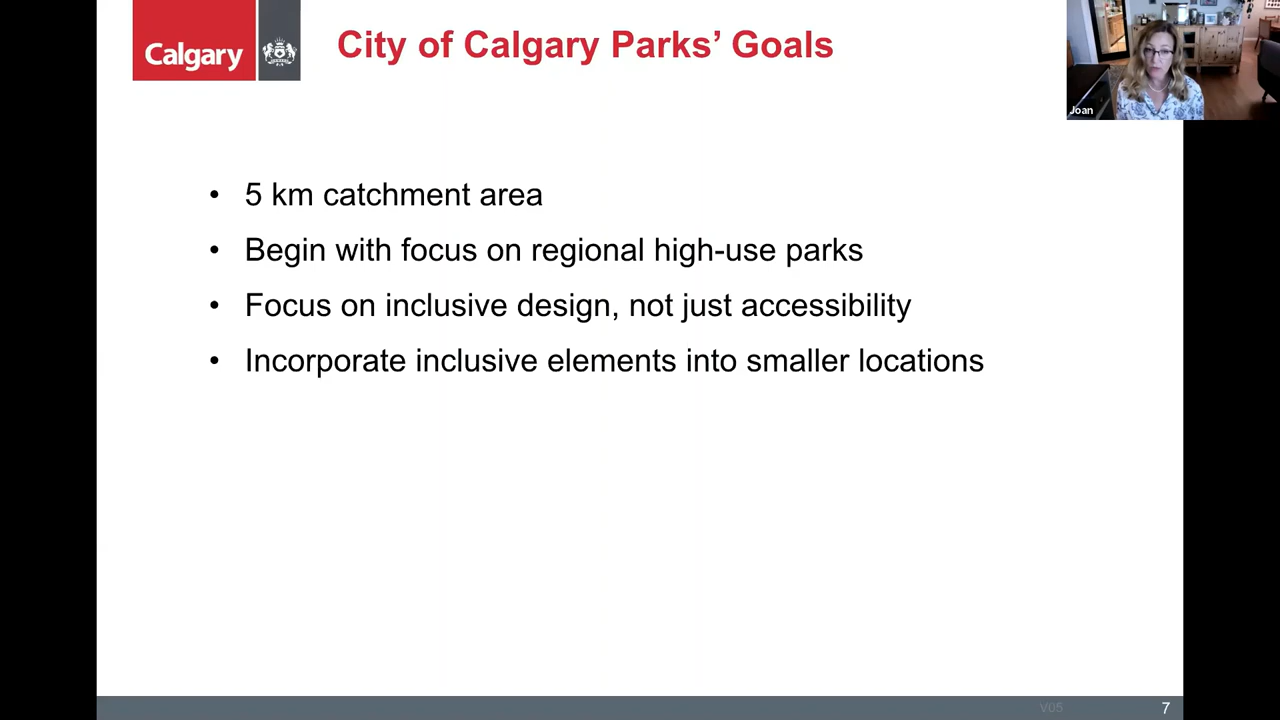 Calgary
City of Calgary Parks’ Goals
Joan
• 5 km catchment area
• Begin with focus on regional high-use parks
• Focus on inclusive design, not just accessibility
• Incorporate inclusive elements into smaller locations
V05
7